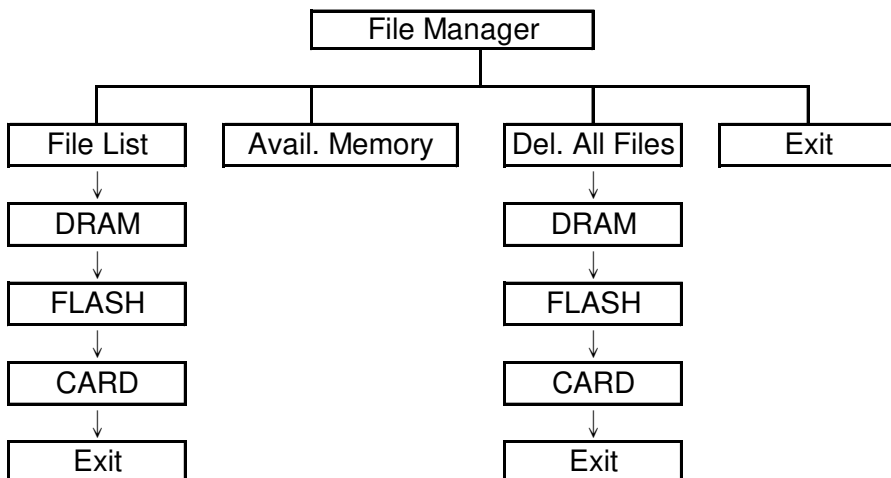 File Manager
File List
Avail. Memory
Del. All Files
Exit
DRAM
DRAM
FLASH
FLASH
CARD
CARD
Exit
Exit